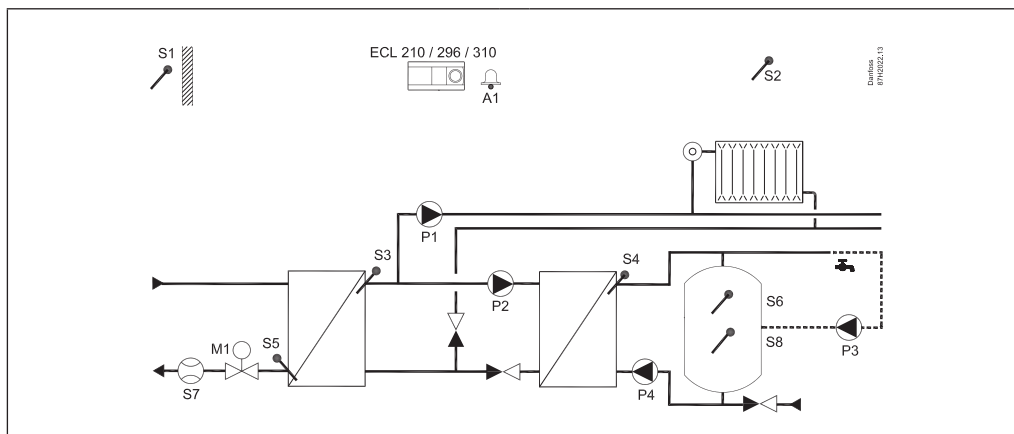 S1
ECL 210 / 296 / 310
A1
S2
Danfoss
87H2022.13
P1
S3
S4
P2
S6
S8
P3
M1
S5
S7
P4